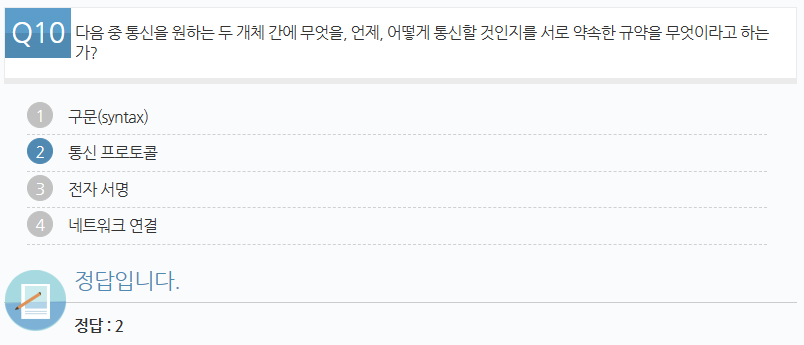 Q10 다음 중 통신을 원하는 두 개체 간에 무엇을, 언제, 어떻게 통신할 것인지를 서로 약속한 규약을 무엇이라고 하는
가?
1 구문(syntax)
2 통신 프로토콜
3 전자 서명
4 네트워크 연결
정답입니다.
정답 : 2